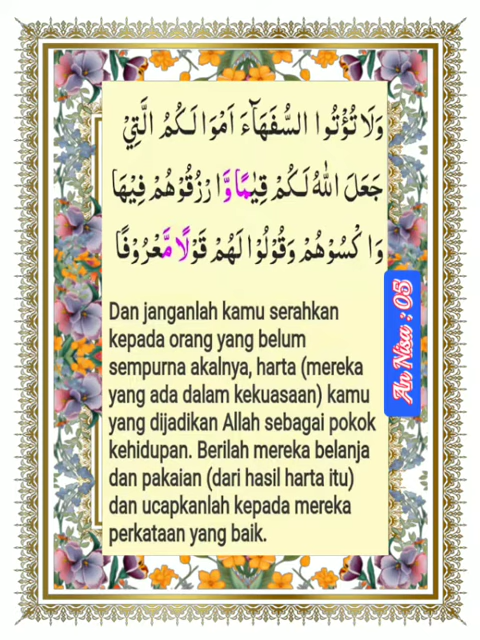 وَلَا تُؤْتُوا السُّفَهَآءَ اَمْوَالَكُمُ الَّتِيْ
جَعَلَ اللّٰهُ لَكُمْ قِيٰمًا وَّارْزُقُوْهُمْ فِيْهَا
وَاكْسُوْهُمْ وَقُوْلُوْا لَهُمْ قَوْلًا مَّعْرُوْفًا
Dan janganlah kamu serahkan
kepada orang yang belum
sempurna akalnya, harta (mereka
yang ada dalam kekuasaan) kamu
yang dijadikan Allah sebagai pokok
kehidupan. Berilah mereka belanja
dan pakaian (dari hasil harta itu)
dan ucapkanlah kepada mereka
perkataan yang baik.
An Nisa ; 05